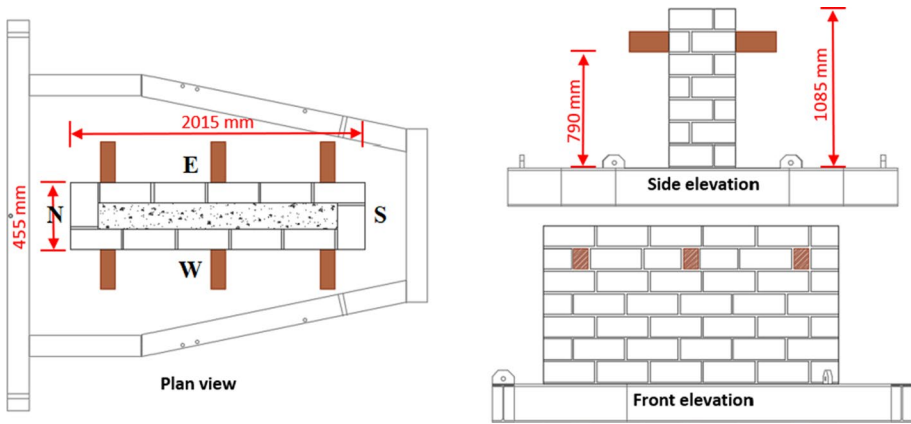 2015 mm
E
N
S
455 mm
W
Plan view
790 mm
1085 mm
Side elevation
Front elevation